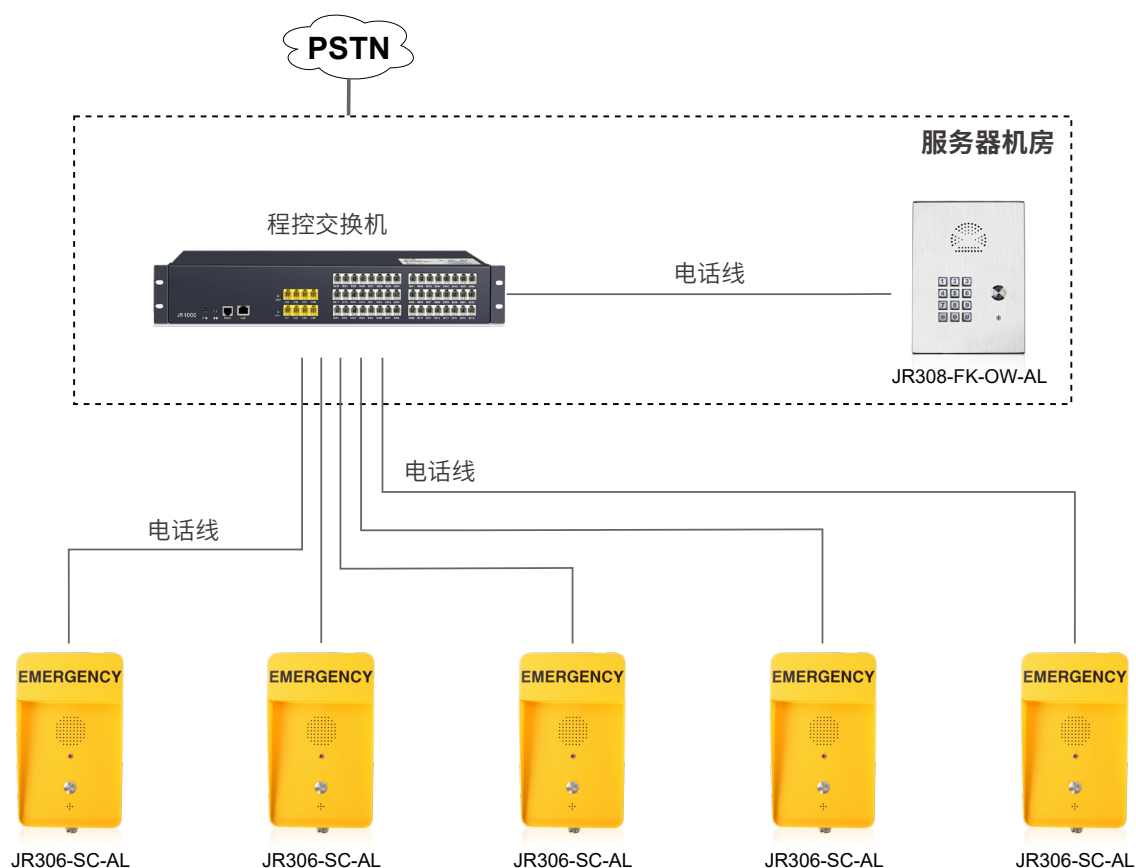 PSTN
服务器机房
程控交换机
JR1000
电话线
JR308-FK-OW-AL
电话线
电话线
EMERGENCY
EMERGENCY
EMERGENCY
EMERGENCY
EMERGENCY
JR306-SC-AL
JR306-SC-AL
JR306-SC-AL
JR306-SC-AL
JR306-SC-AL